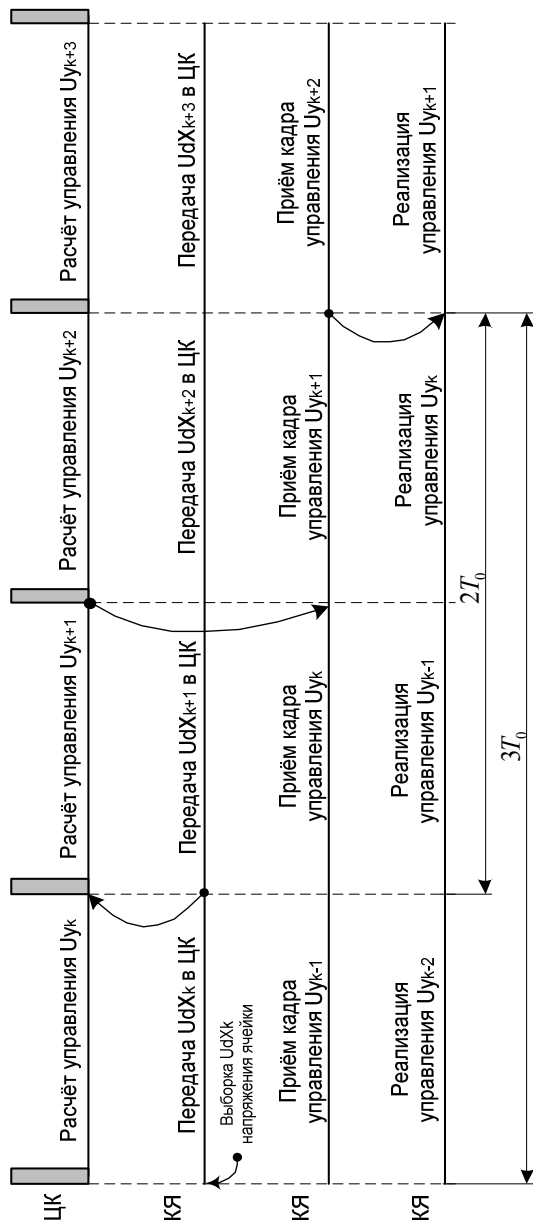 ЦК
Расчёт управления Uyk
Расчёт управления Uyk+1
Расчёт управления Uyk+2
Расчёт управления Uyk+3
КЯ
Передача UdXk в ЦК
Передача UdXk+1 в ЦК
Передача UdXk+2 в ЦК
Передача UdXk+3 в ЦК
Выборка UdXk
напряжения ячейки
КЯ
Приём кадра
управления Uyk-1
Приём кадра
управления Uyk
Приём кадра
управления Uyk+1
Приём кадра
управления Uyk+2
КЯ
Реализация
управления Uyk-2
Реализация
управления Uyk-1
Реализация
управления Uyk
Реализация
управления Uyk+1
2T0
3T0